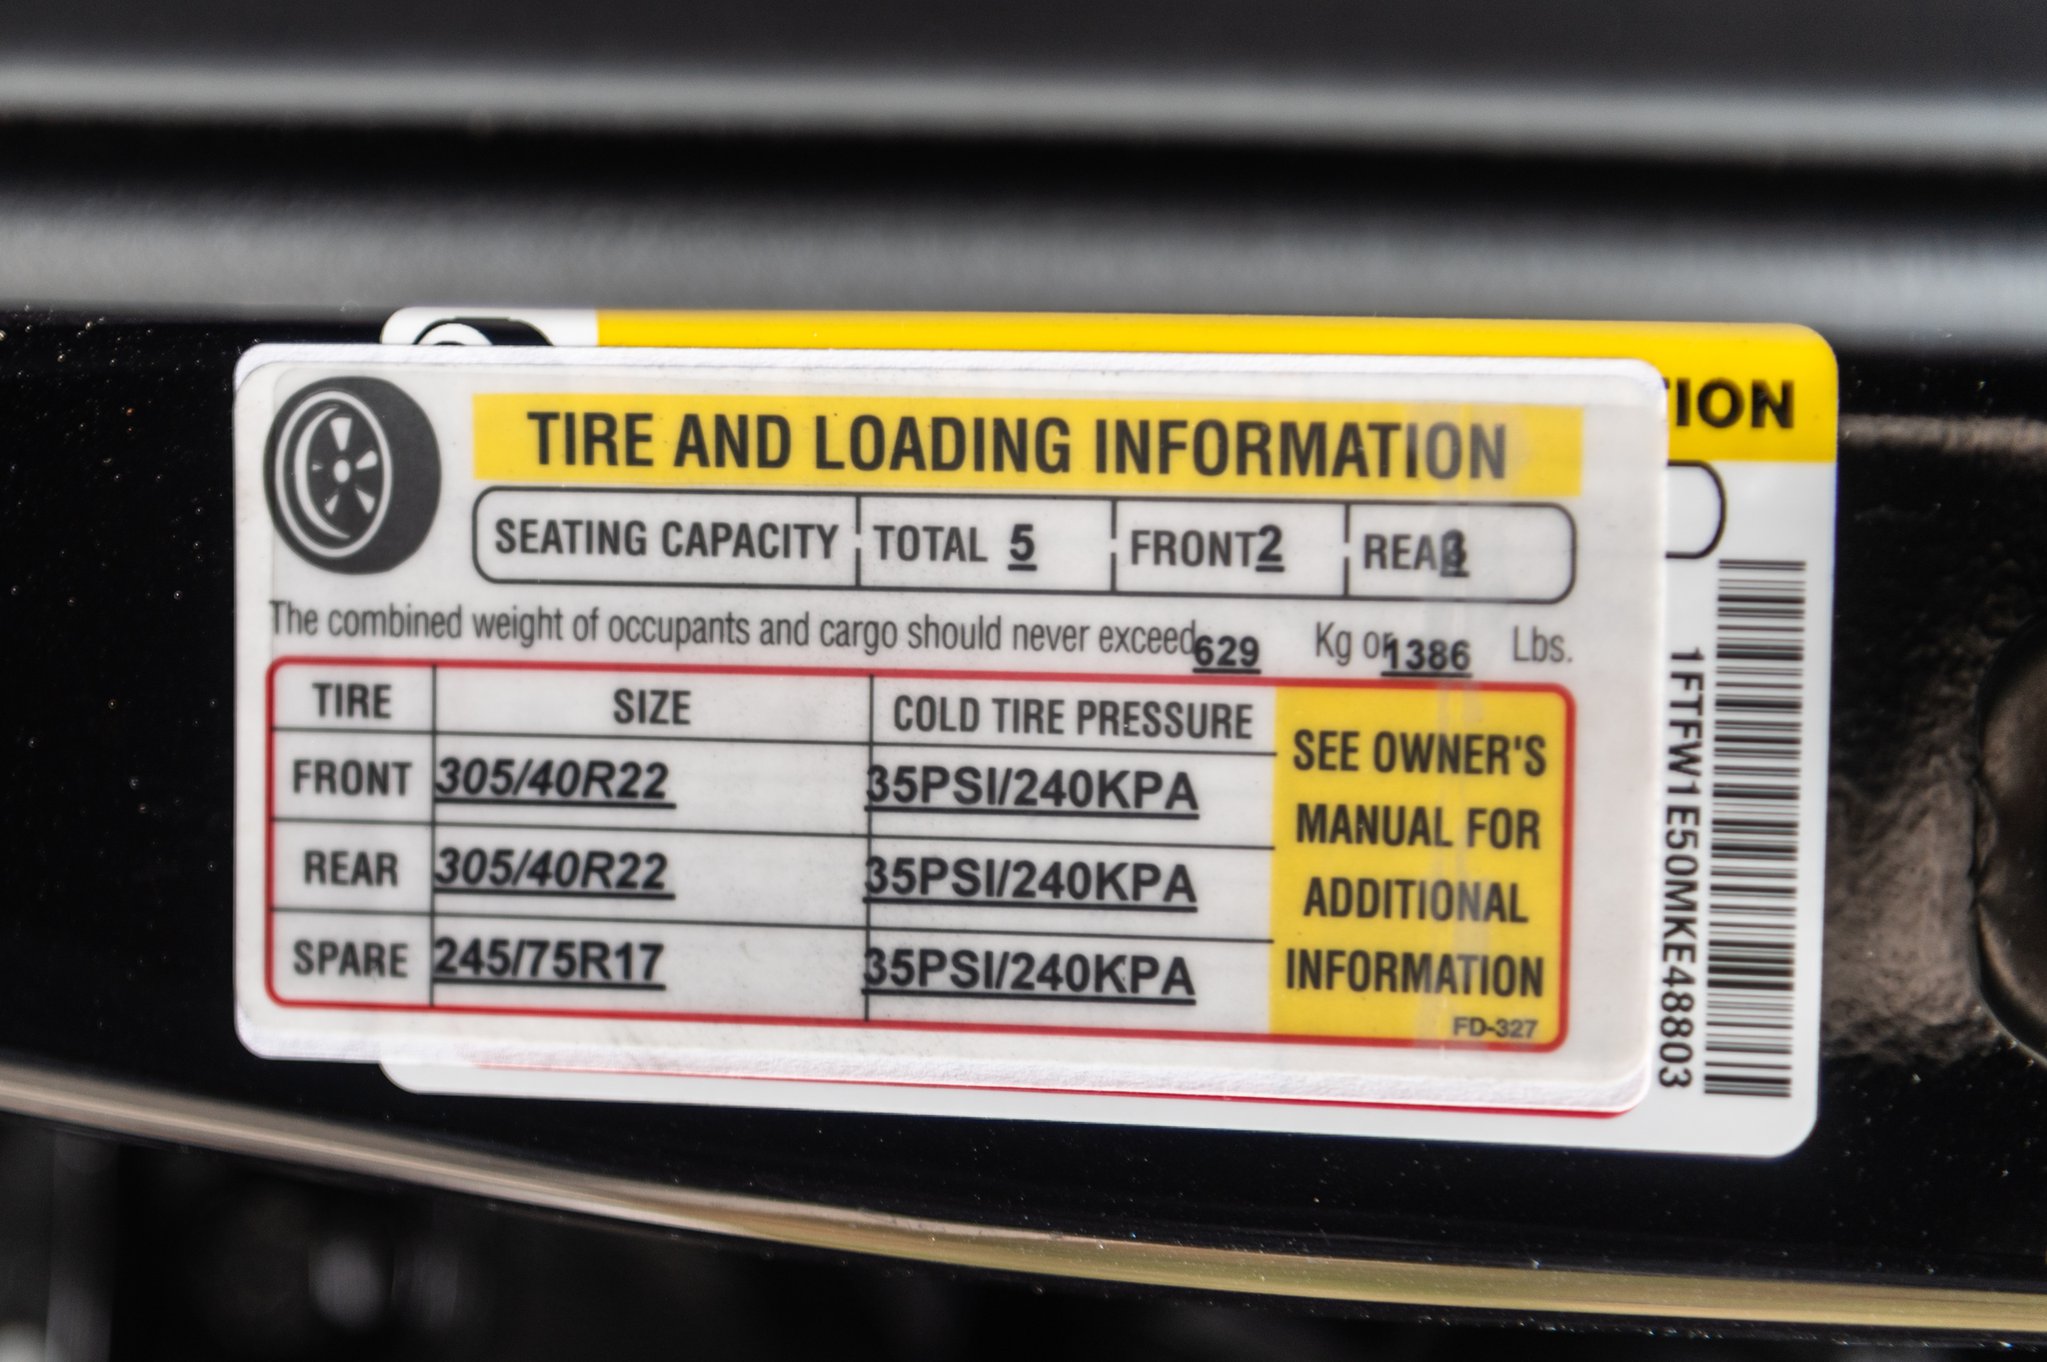 ION
TIRE AND LOADING INFORMATION
SEATING CAPACITY TOTAL 5 FRONT 2 REAR 3
The combined weight of occupants and cargo should never exceed 629 Kg or 1386 Lbs.
TIRE SIZE COLD TIRE PRESSURE
FRONT 305/40R22 35PSI/240KPA
REAR 305/40R22 35PSI/240KPA
SPARE 245/75R17 35PSI/240KPA
SEE OWNER'S
MANUAL FOR
ADDITIONAL
INFORMATION
FD-327
1FTFW1E50MKE48803